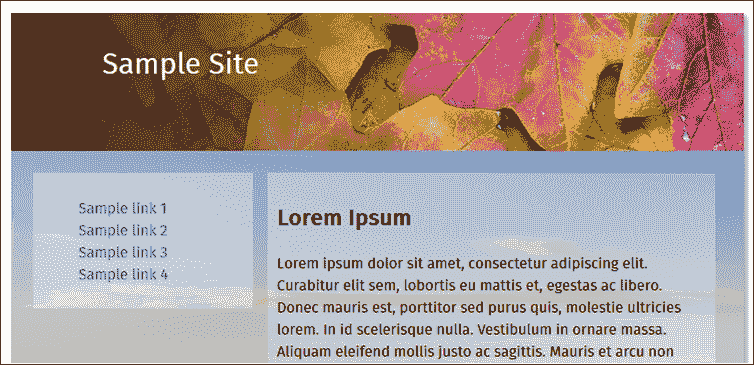 Sample Site
Sample link 1
Sample link 2
Sample link 3
Sample link 4
Lorem Ipsum
Lorem ipsum dolor sit amet, consectetur adipiscing elit.
Curabitur elit sem, lobortis eu mattis et, egestas ac libero.
Donec mauris est, porttitor sed purus quis, molestie ultricies
lorem. In id scelerisque nulla. Vestibulum in ornare massa.
Aliquam eleifend mollis justo ac sagittis. Mauris et arcu non